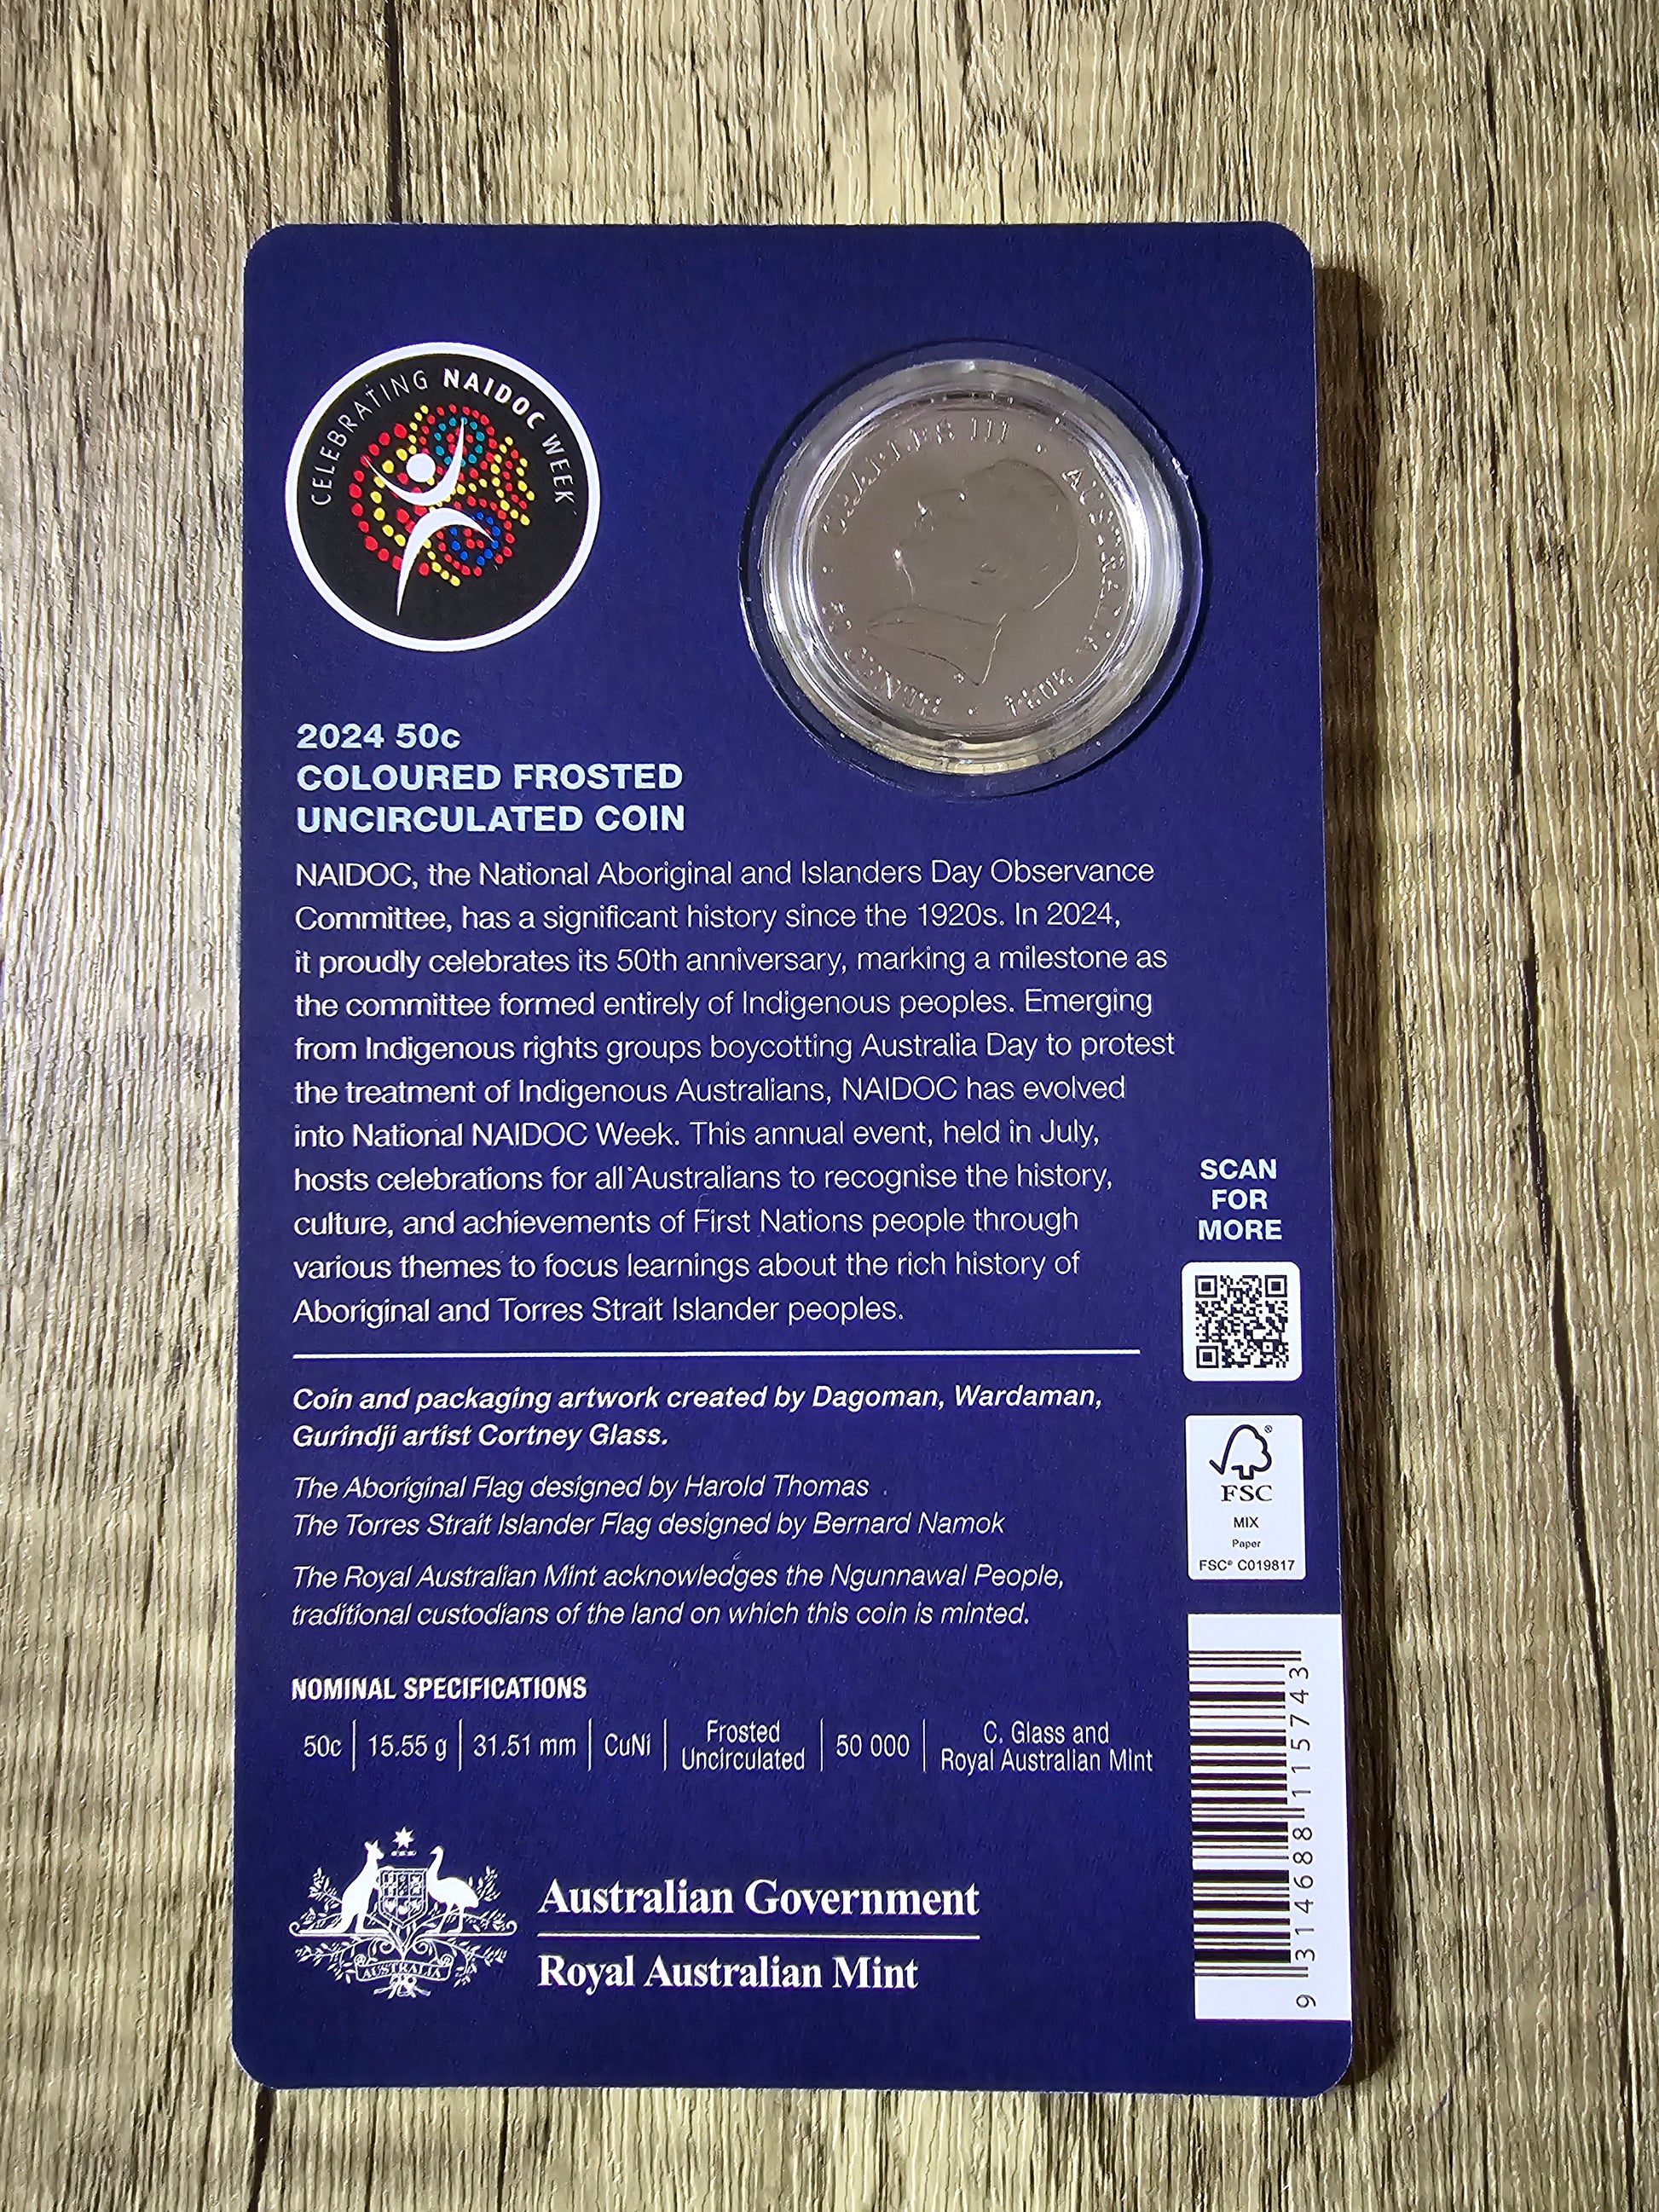 CELEBRATING NAIDOC WEEK
CHARLES III • AUSTRALIA 2024 • 50 CENTS •
2024 50c
COLOURED FROSTED
UNCIRCULATED COIN
NAIDOC, the National Aboriginal and Islanders Day Observance
Committee, has a significant history since the 1920s. In 2024,
it proudly celebrates its 50th anniversary, marking a milestone as
the committee formed entirely of Indigenous peoples. Emerging
from Indigenous rights groups boycotting Australia Day to protest
the treatment of Indigenous Australians, NAIDOC has evolved
into National NAIDOC Week. This annual event, held in July,
hosts celebrations for all Australians to recognise the history,
culture, and achievements of First Nations people through
various themes to focus learnings about the rich history of
Aboriginal and Torres Strait Islander peoples.
SCAN
FOR
MORE
Coin and packaging artwork created by Dagoman, Wardaman,
Gurindji artist Cortney Glass.
The Aboriginal Flag designed by Harold Thomas
The Torres Strait Islander Flag designed by Bernard Namok
The Royal Australian Mint acknowledges the Ngunnawal People,
traditional custodians of the land on which this coin is minted.
FSC
MIX
Paper
FSC® C019817
NOMINAL SPECIFICATIONS
50c | 15.55 g | 31.51 mm | CuNi | Frosted Uncirculated | 50 000 | C. Glass and Royal Australian Mint
AUSTRALIA
Australian Government
Royal Australian Mint
9 314688 115743